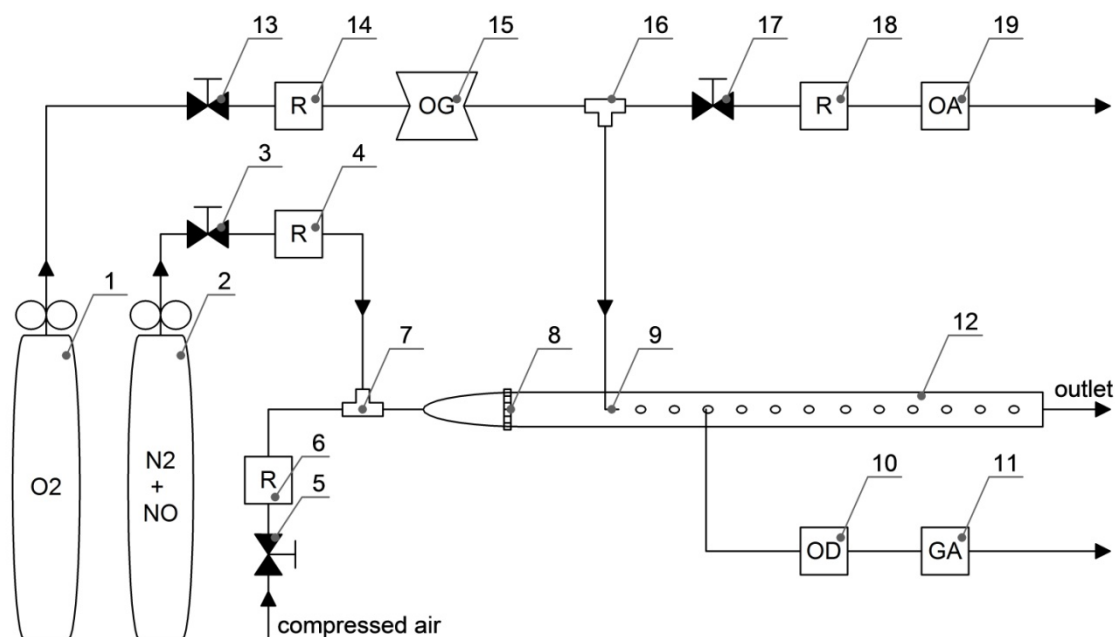 13 14 15 16 17 18 19
R OG R OA
3 4
R
1 2 7 8 9 12
outlet
6
R
5
O2
N2
+
NO
10 11
OD GA
compressed air